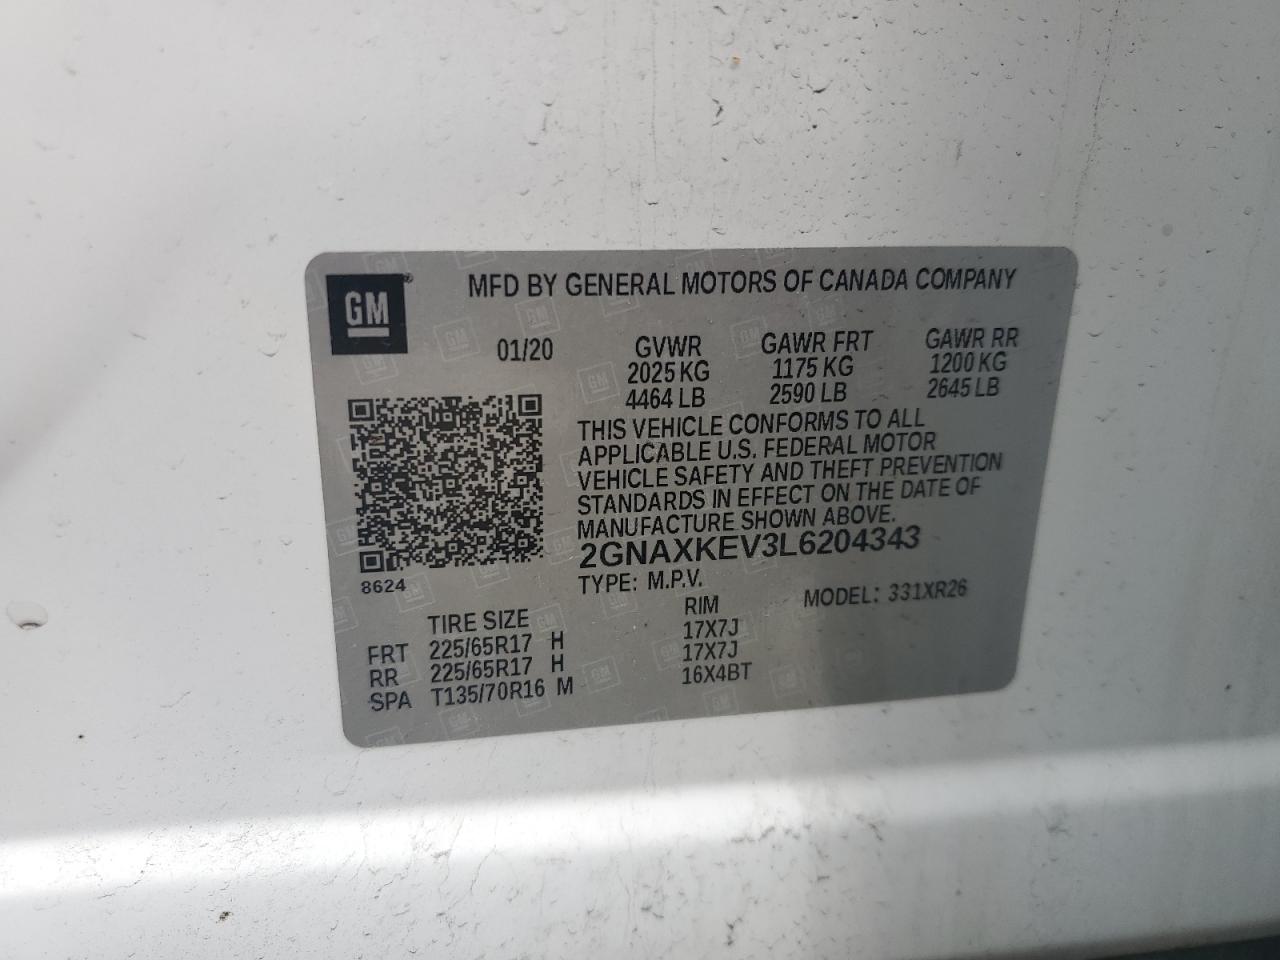 GM
MFD BY GENERAL MOTORS OF CANADA COMPANY
01/20
GVWR GAWR FRT GAWR RR
2025 KG 1175 KG 1200 KG
4464 LB 2590 LB 2645 LB
THIS VEHICLE CONFORMS TO ALL
APPLICABLE U.S. FEDERAL MOTOR
VEHICLE SAFETY AND THEFT PREVENTION
STANDARDS IN EFFECT ON THE DATE OF
MANUFACTURE SHOWN ABOVE.
2GNAXKEV3L6204343
8624
TYPE: M.P.V. MODEL: 331XR26
TIRE SIZE RIM
FRT 225/65R17 H 17X7J
RR 225/65R17 H 17X7J
SPA T135/70R16 M 16X4BT